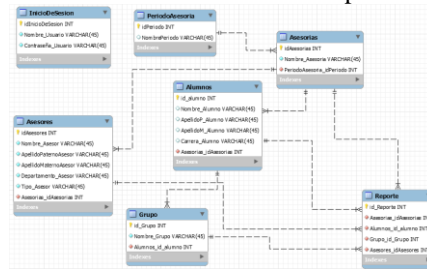 InicioDeSesion
idInicioDeSesion INT
Nombre_Usuario VARCHAR(45)
Contraseña_Usuario VARCHAR(45)
Indexes
PeriodoAsesoria
idPeriodo INT
NombrePeriodo VARCHAR(45)
Indexes
Asesorias
idAsesorias INT
Nombre_Asesoria VARCHAR(45)
PeriodoAsesoria_idPeriodo INT
Indexes
Alumnos
id_alumno INT
Nombre_Alumno VARCHAR(45)
ApellidoP_Alumno VARCHAR(45)
ApellidoM_Alumno VARCHAR(45)
Carrera_Alumno VARCHAR(45)
Asesorias_idAsesorias INT
Indexes
Asesores
idAsesores INT
Nombre_Asesor VARCHAR(45)
ApellidoPaternoAsesor VARCHAR(45)
ApellidoMaternoAsesor VARCHAR(45)
Departamento_Asesor VARCHAR(45)
Tipo_Asesor VARCHAR(45)
Asesorias_idAsesorias INT
Indexes
Grupo
id_Grupo INT
Nombre_Grupo VARCHAR(45)
Alumnos_id_alumno INT
Indexes
Reporte
id_Reporte INT
Asesorias_idAsesorias INT
Alumnos_id_alumno INT
Grupo_id_Grupo INT
Asesores_idAsesores INT
Indexes